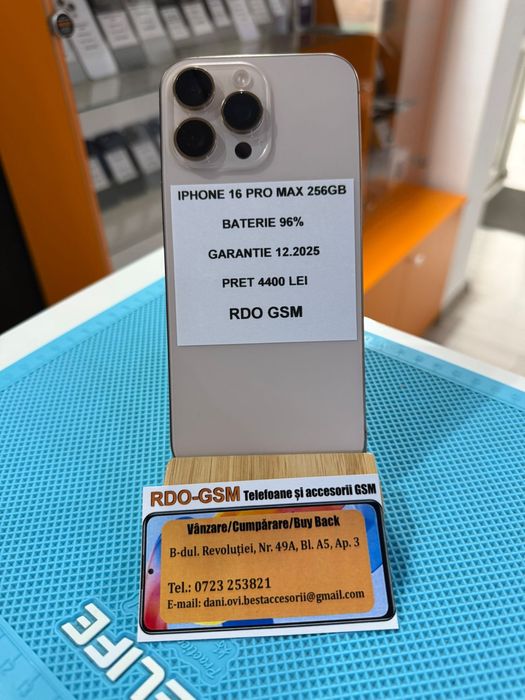 IPHONE 16 PRO MAX 256GB
BATERIE 96%
GARANTIE 12.2025
PRET 4400 LEI
RDO GSM
RDO-GSM Telefoane și accesorii GSM
Vânzare/Cumpărare/Buy Back
B-dul. Revoluției, Nr. 49A, Bl. A5, Ap. 3
Tel.: 0723 253821
E-mail: dani.ovi.bestaccesorii@gmail.com
ELIFE